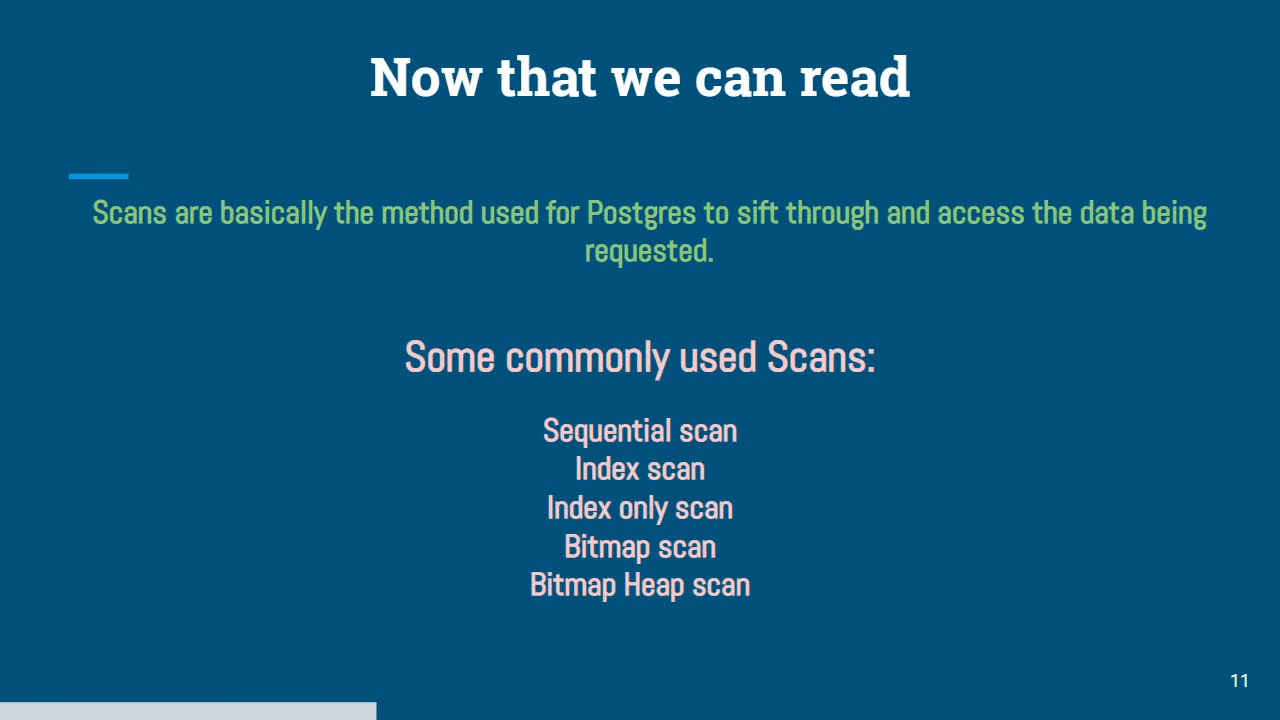 Now that we can read
Scans are basically the method used for Postgres to sift through and access the data being
requested.
Some commonly used Scans:
Sequential scan
Index scan
Index only scan
Bitmap scan
Bitmap Heap scan
11